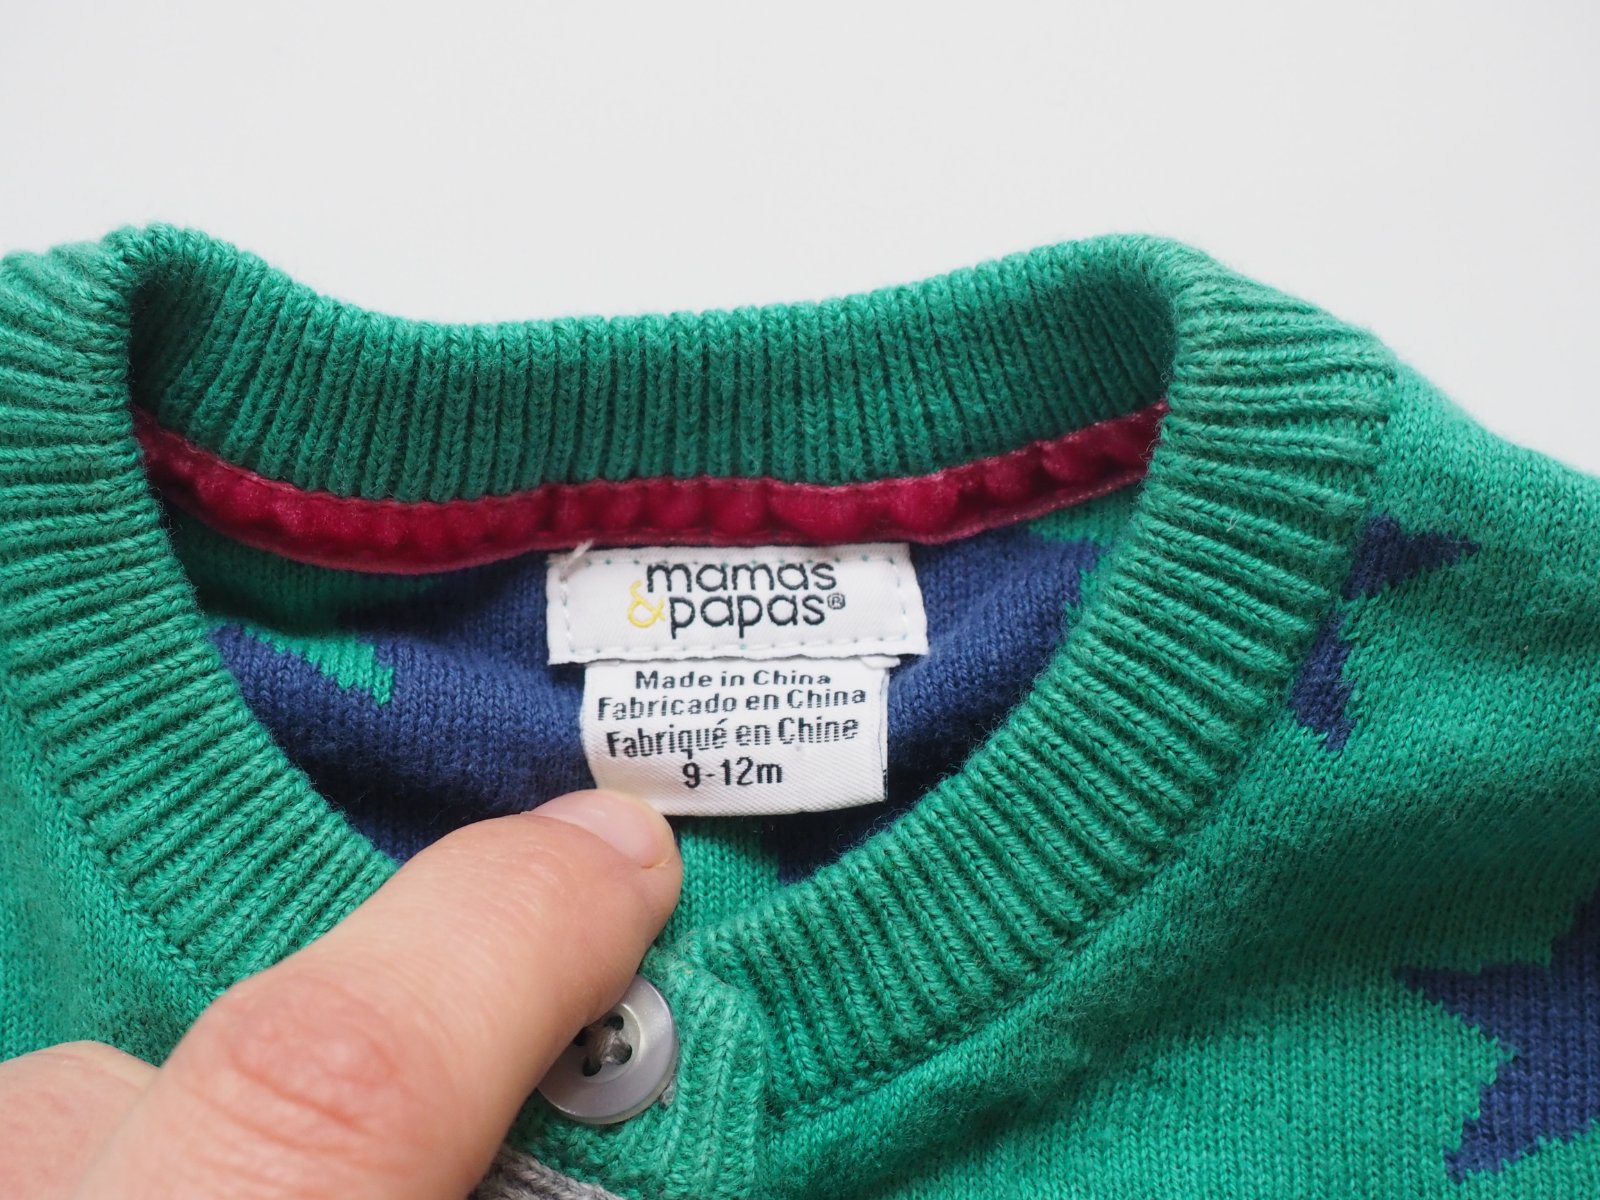 mamas
&papas®
Made in China
Fabricado en China
Fabriqué en Chine
9-12m